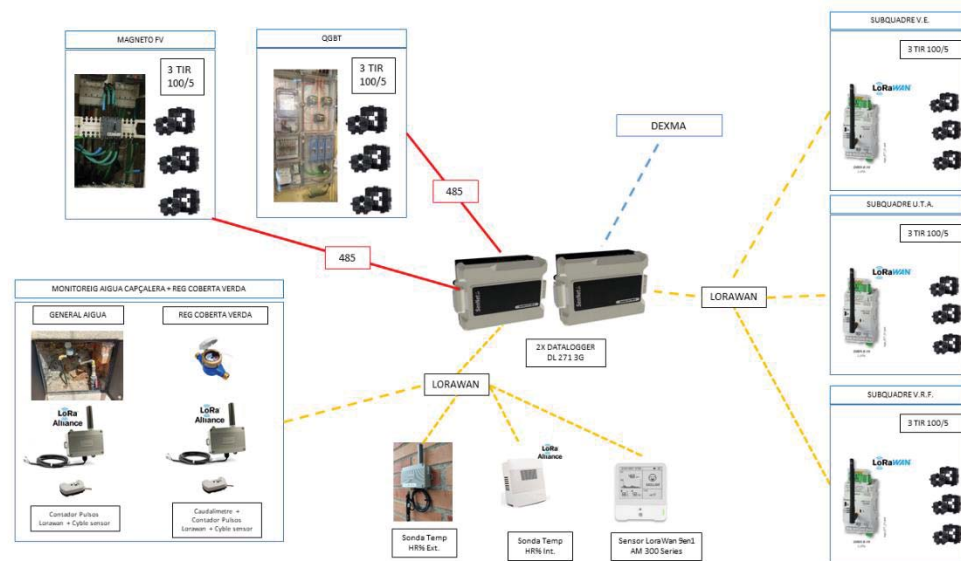 MAGNETO FV
3 TIR
100/5
QGBT
3 TIR
100/5
485
485
DEXMA
SUBQUADRE V.E.
3 TIR 100/5
LoRaWAN
SUBQUADRE U.T.A.
3 TIR 100/5
LoRaWAN
SUBQUADRE V.R.F.
3 TIR 100/5
LoRaWAN
LORAWAN
2X DATALOGGER
DL 271 3G
LORAWAN
MONITOREIG AIGUA CAPÇALERA + REG COBERTA VERDA
GENERAL AIGUA
REG COBERTA VERDA
LoRa
Alliance
LoRa
Alliance
Contador Pulsos
Lorawan + Cyble sensor
Caudalimetre +
Contador Pulsos
Lorawan + Cyble sensor
LoRa
Alliance
Sonda Temp
HR% Ext.
Sonda Temp
HR% Int.
Sensor LoraWan 9en1
AM 300 Series